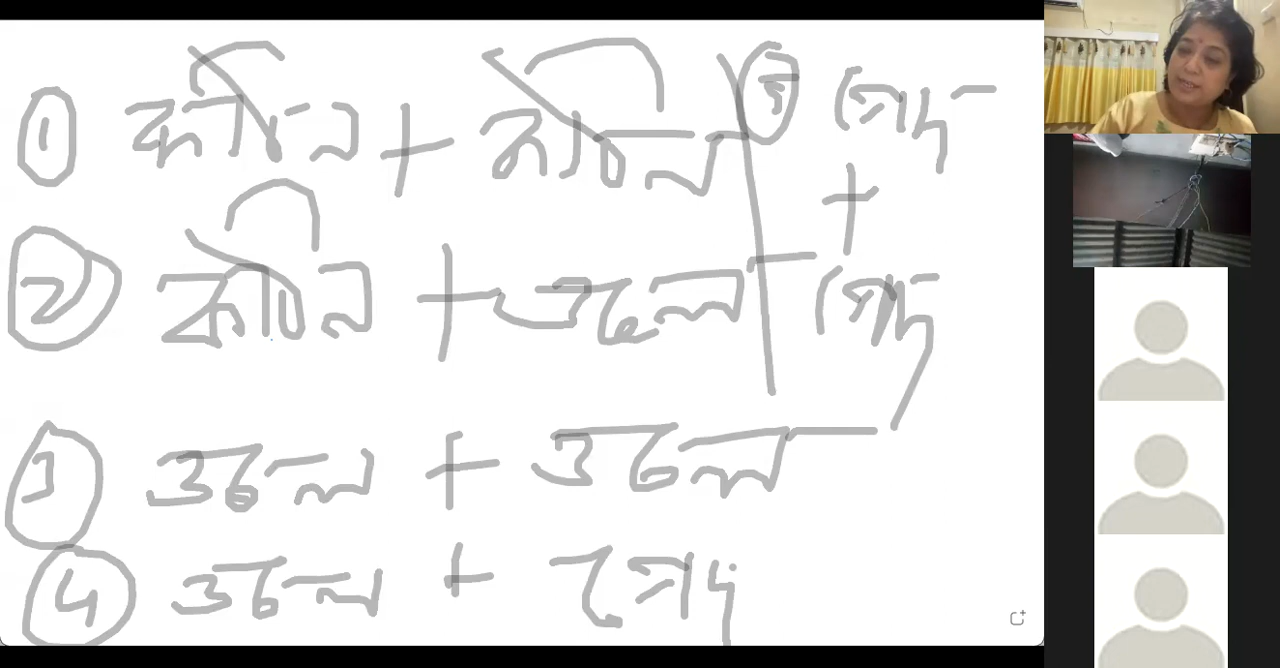 1 কঠিন + কঠিন
2 কঠিন + তরল
3 তরল + তরল
4 তরল + গ্যাস
5 গ্যাস
+
গ্যাস